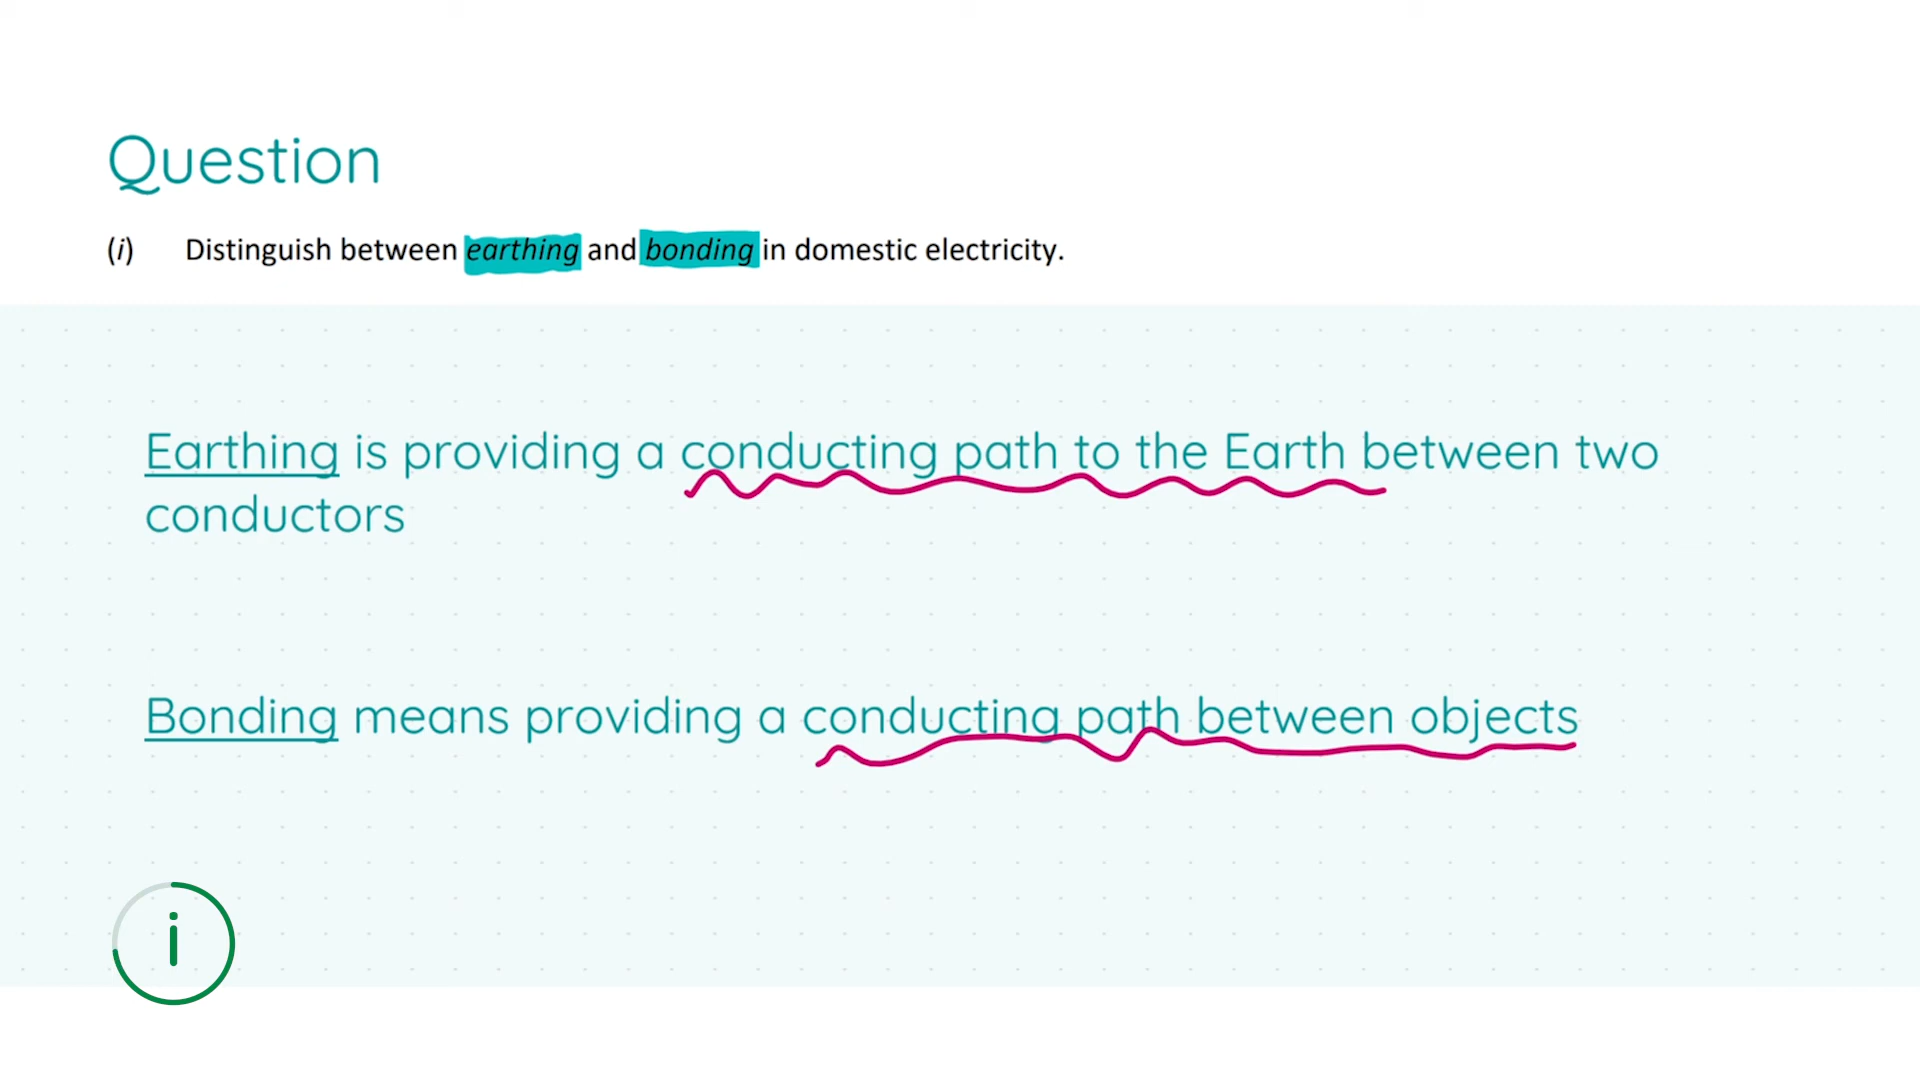 Question
(i) Distinguish between earthing and bonding in domestic electricity.
Earthing is providing a conducting path to the Earth between two
conductors
Bonding means providing a conducting path between objects
i